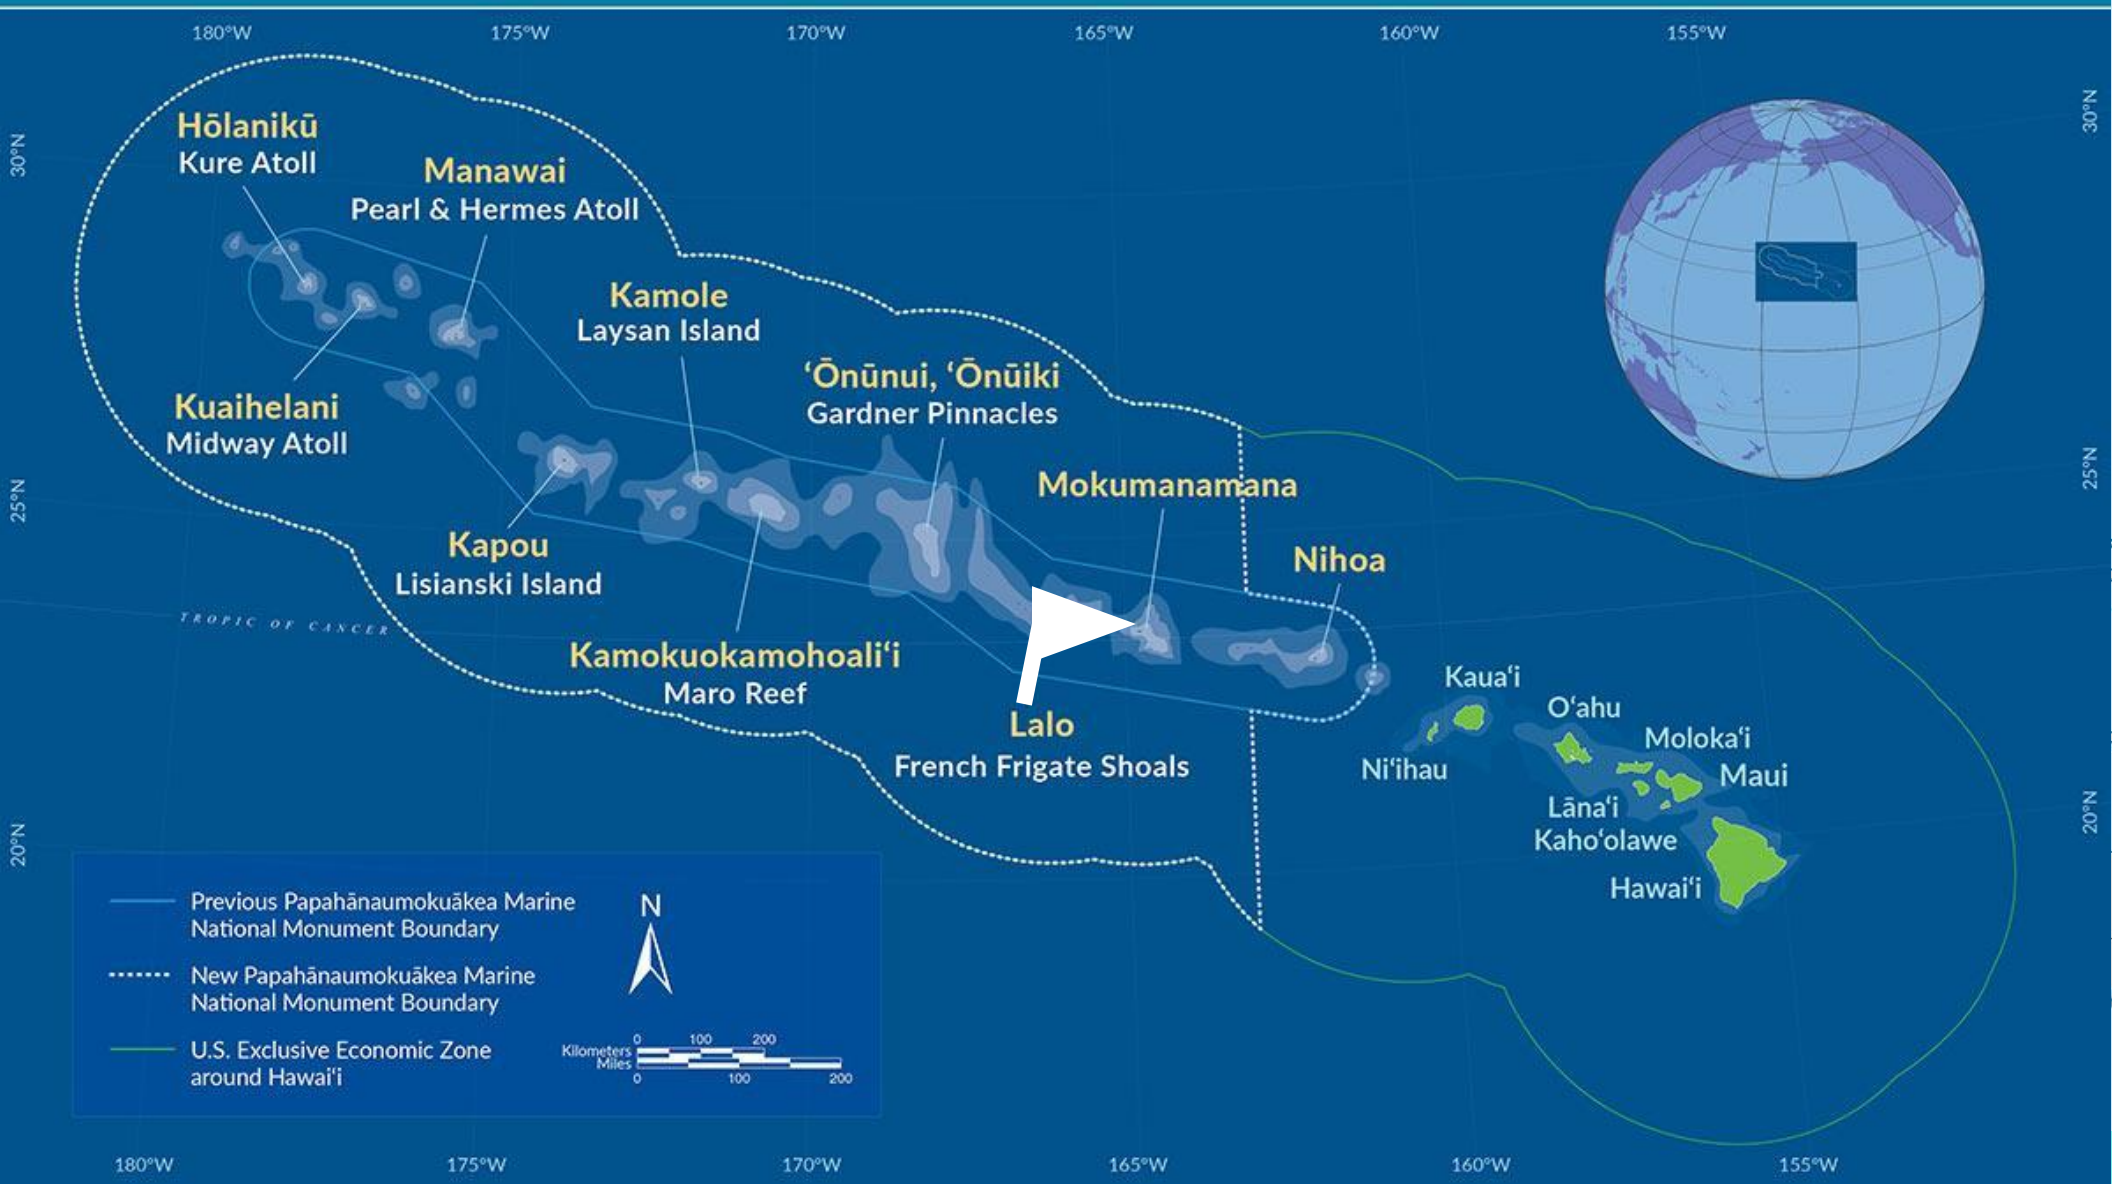 180°W 175°W 170°W 165°W 160°W 155°W
30°N
30°N
Hōlanikū
Kure Atoll
Manawai
Pearl & Hermes Atoll
Kamole
Laysan Island
ʻŌnūnui, ʻŌnūiki
Gardner Pinnacles
Kuaihelani
Midway Atoll
Mokumanamana
25°N
25°N
Kapou
Lisianski Island
Nihoa
TROPIC OF CANCER
Kamokuokamohoaliʻi
Maro Reef
Lalo
French Frigate Shoals
Kauaʻi
Oʻahu
Molokaʻi
Niʻihau
Maui
Lānaʻi
Kahoʻolawe
Hawaiʻi
20°N
20°N
Previous Papahānaumokuākea Marine
National Monument Boundary
New Papahānaumokuākea Marine
National Monument Boundary
U.S. Exclusive Economic Zone
around Hawaiʻi
N
0 100 200
Kilometers
Miles
0 100 200
180°W 175°W 170°W 165°W 160°W 155°W